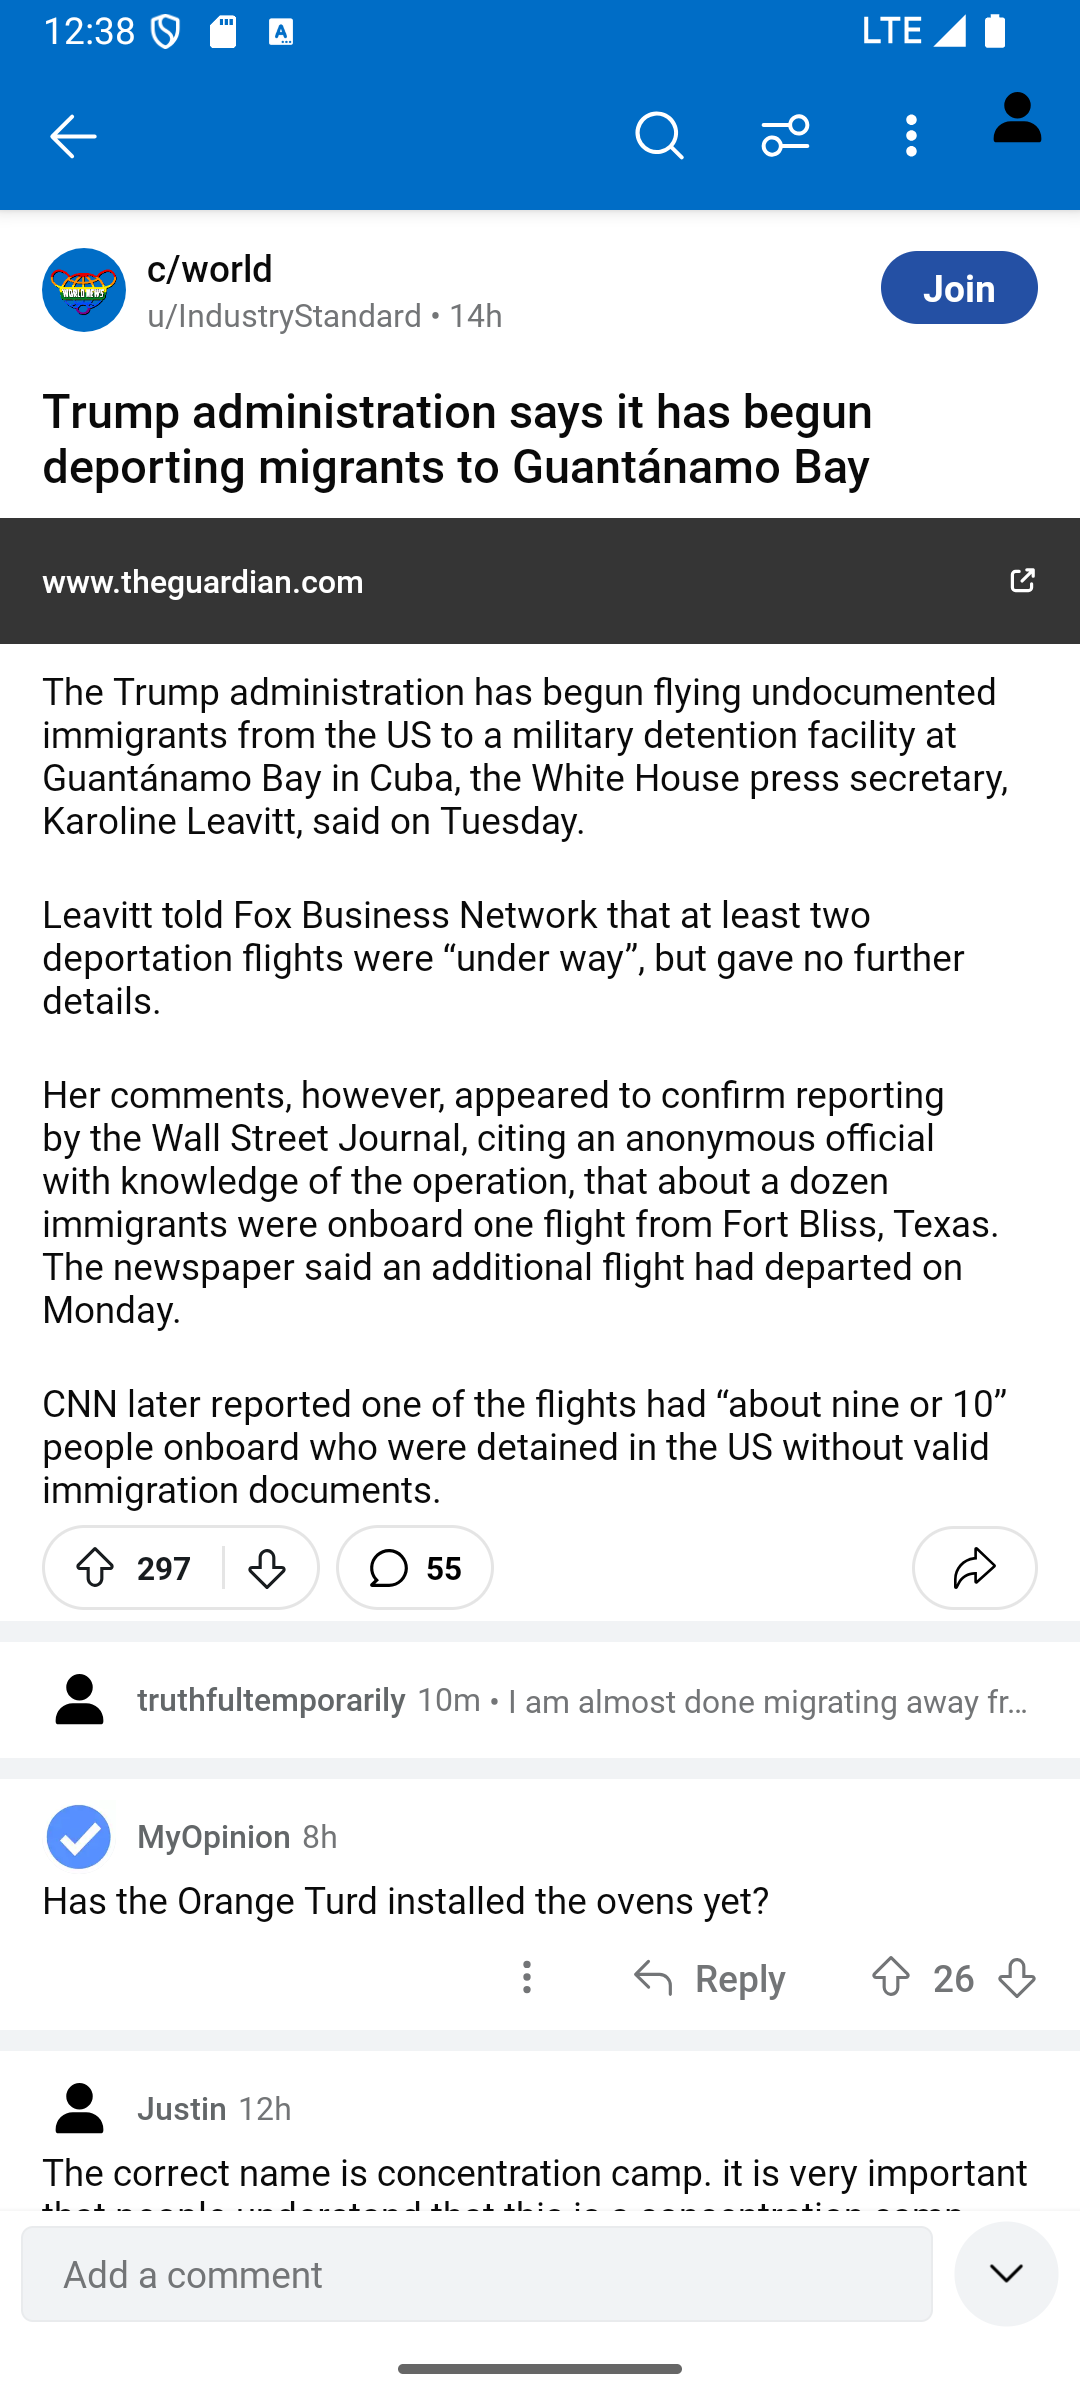 12:38
LTE
c/world
u/IndustryStandard • 14h
Join
Trump administration says it has begun
deporting migrants to Guantánamo Bay
www.theguardian.com
The Trump administration has begun flying undocumented
immigrants from the US to a military detention facility at
Guantánamo Bay in Cuba, the White House press secretary,
Karoline Leavitt, said on Tuesday.
Leavitt told Fox Business Network that at least two
deportation flights were “under way”, but gave no further
details.
Her comments, however, appeared to confirm reporting
by the Wall Street Journal, citing an anonymous official
with knowledge of the operation, that about a dozen
immigrants were onboard one flight from Fort Bliss, Texas.
The newspaper said an additional flight had departed on
Monday.
CNN later reported one of the flights had “about nine or 10”
people onboard who were detained in the US without valid
immigration documents.
297
55
truthfultemporarily 10m • I am almost done migrating away fr…
MyOpinion 8h
Has the Orange Turd installed the ovens yet?
Reply
26
Justin 12h
The correct name is concentration camp. it is very important
that people understand that this is a concentration camp
Add a comment